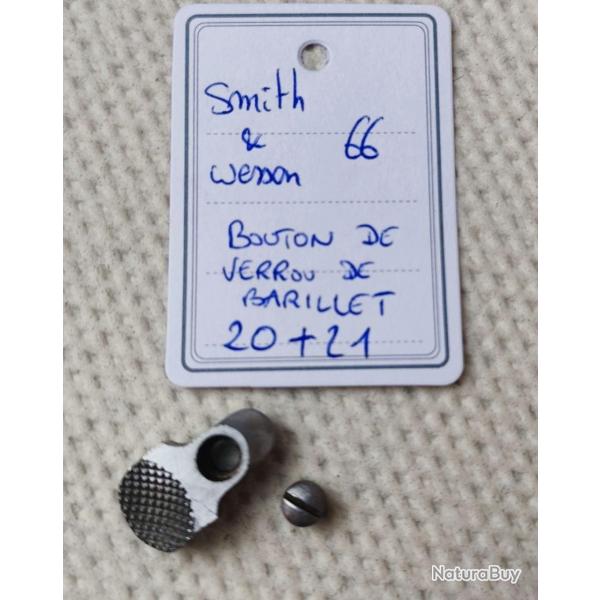 Smith
& 66
Wesson
BOUTON DE
VERROU DE
BARILLET
20 + 21
NaturaBuy